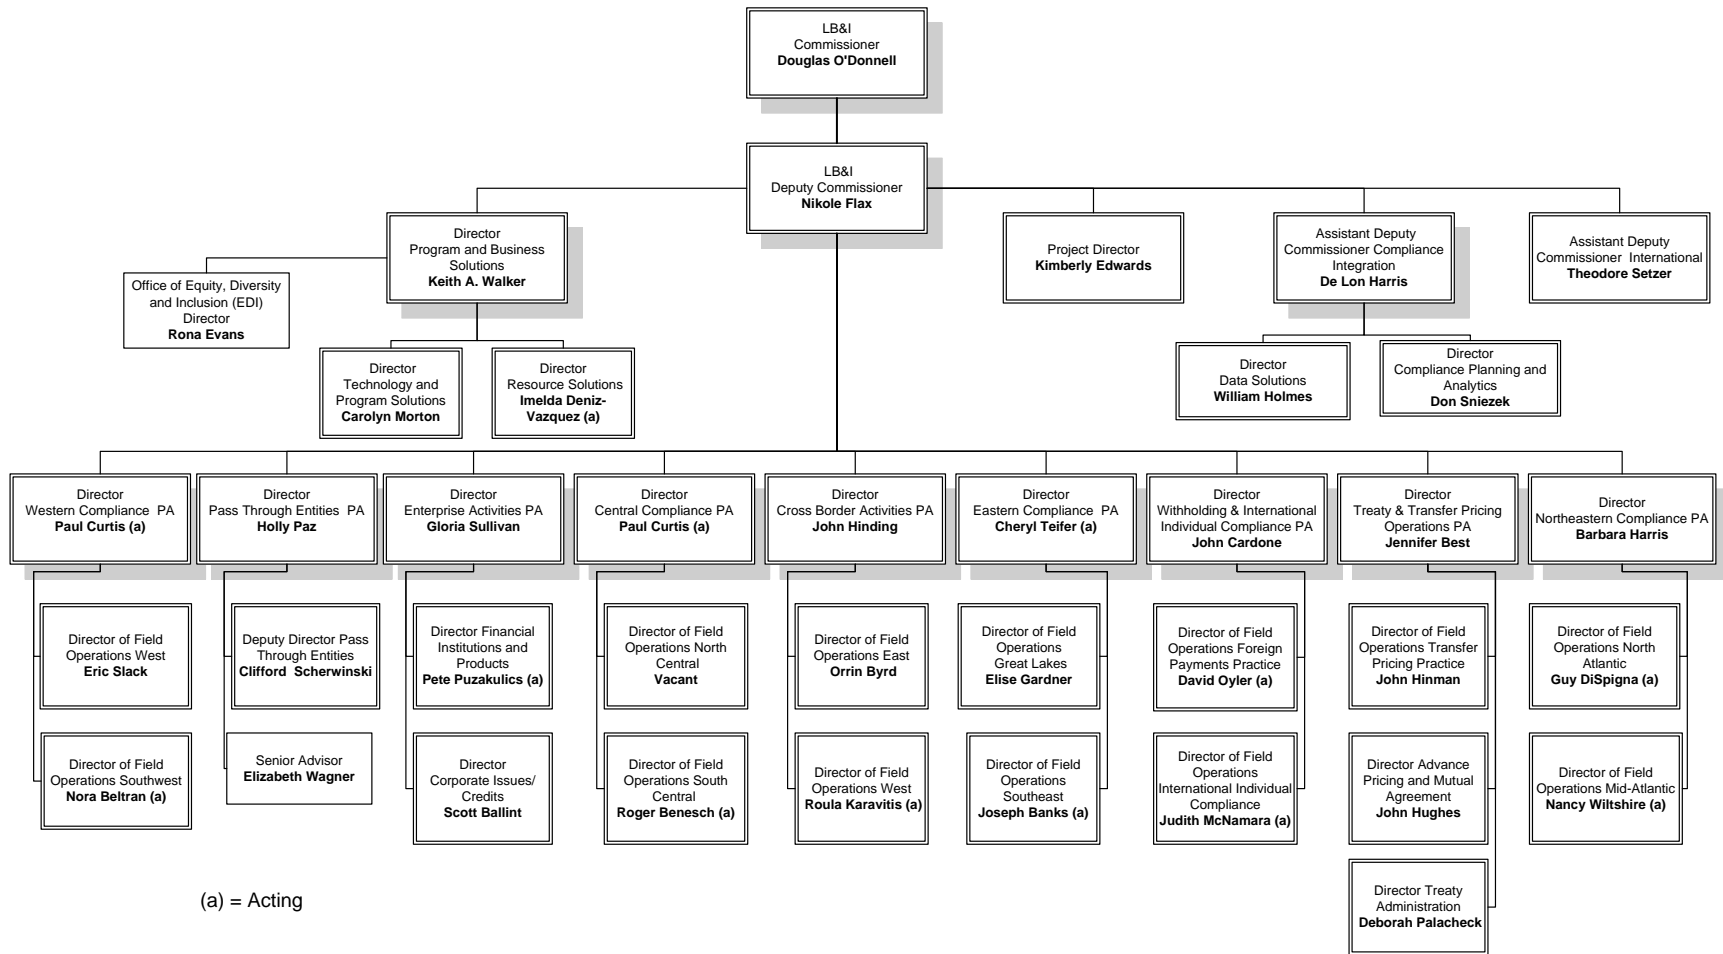 LB&I
Commissioner
Douglas O'Donnell
LB&I
Deputy Commissioner
Nikole Flax
Director
Program and Business
Solutions
Keith A. Walker
Project Director
Kimberly Edwards
Assistant Deputy
Commissioner Compliance
Integration
De Lon Harris
Assistant Deputy
Commissioner International
Theodore Setzer
Office of Equity, Diversity
and Inclusion (EDI)
Director
Rona Evans
Director
Technology and
Program Solutions
Carolyn Morton
Director
Resource Solutions
Imelda Deniz-
Vazquez (a)
Director
Data Solutions
William Holmes
Director
Compliance Planning and
Analytics
Don Sniezek
Director
Western Compliance PA
Paul Curtis (a)
Director
Pass Through Entities PA
Holly Paz
Director
Enterprise Activities PA
Gloria Sullivan
Director
Central Compliance PA
Paul Curtis (a)
Director
Cross Border Activities PA
John Hinding
Director
Eastern Compliance PA
Cheryl Teifer (a)
Director
Withholding & International
Individual Compliance PA
John Cardone
Director
Treaty & Transfer Pricing
Operations PA
Jennifer Best
Director
Northeastern Compliance PA
Barbara Harris
Director of Field
Operations West
Eric Slack
Deputy Director Pass
Through Entities
Clifford Scherwinski
Director Financial
Institutions and
Products
Pete Puzakulics (a)
Director of Field
Operations North
Central
Vacant
Director of Field
Operations East
Orrin Byrd
Director of Field
Operations
Great Lakes
Elise Gardner
Director of Field
Operations Foreign
Payments Practice
David Oyler (a)
Director of Field
Operations Transfer
Pricing Practice
John Hinman
Director of Field
Operations North
Atlantic
Guy DiSpigna (a)
Director of Field
Operations Southwest
Nora Beltran (a)
Senior Advisor
Elizabeth Wagner
Director
Corporate Issues/
Credits
Scott Ballint
Director of Field
Operations South
Central
Roger Benesch (a)
Director of Field
Operations West
Roula Karavitis (a)
Director of Field
Operations
Southeast
Joseph Banks (a)
Director of Field
Operations
International Individual
Compliance
Judith McNamara (a)
Director Advance
Pricing and Mutual
Agreement
John Hughes
Director of Field
Operations Mid-Atlantic
Nancy Wiltshire (a)
Director Treaty
Administration
Deborah Palacheck
(a) = Acting